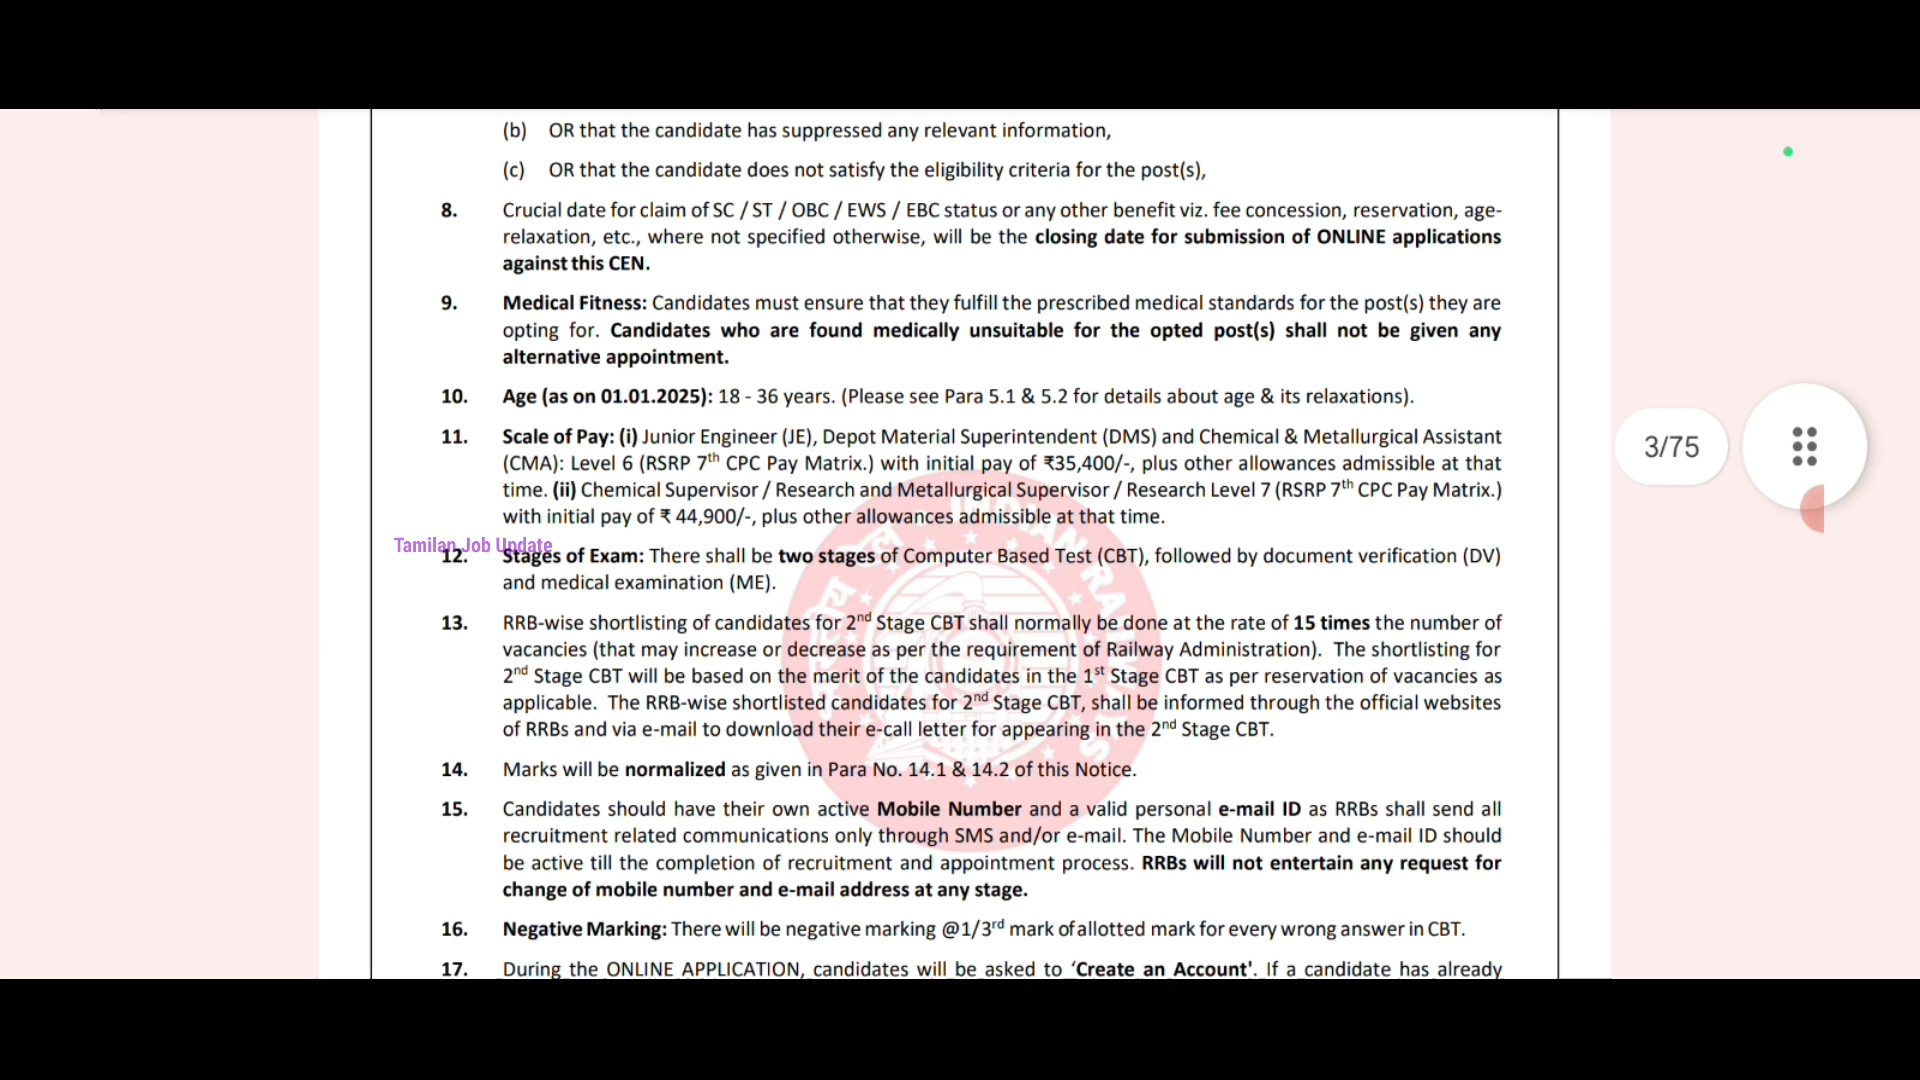 (b) OR that the candidate has suppressed any relevant information,
(c) OR that the candidate does not satisfy the eligibility criteria for the post(s),
8. Crucial date for claim of SC / ST / OBC / EWS / EBC status or any other benefit viz. fee concession, reservation, age-
relaxation, etc., where not specified otherwise, will be the closing date for submission of ONLINE applications
against this CEN.
9. Medical Fitness: Candidates must ensure that they fulfill the prescribed medical standards for the post(s) they are
opting for. Candidates who are found medically unsuitable for the opted post(s) shall not be given any
alternative appointment.
10. Age (as on 01.01.2025): 18 - 36 years. (Please see Para 5.1 & 5.2 for details about age & its relaxations).
11. Scale of Pay: (i) Junior Engineer (JE), Depot Material Superintendent (DMS) and Chemical & Metallurgical Assistant
(CMA): Level 6 (RSRP 7th CPC Pay Matrix.) with initial pay of ₹35,400/-, plus other allowances admissible at that
time. (ii) Chemical Supervisor / Research and Metallurgical Supervisor / Research Level 7 (RSRP 7th CPC Pay Matrix.)
with initial pay of ₹ 44,900/-, plus other allowances admissible at that time.
Tamilan Job Update
12. Stages of Exam: There shall be two stages of Computer Based Test (CBT), followed by document verification (DV)
and medical examination (ME).
13. RRB-wise shortlisting of candidates for 2nd Stage CBT shall normally be done at the rate of 15 times the number of
vacancies (that may increase or decrease as per the requirement of Railway Administration). The shortlisting for
2nd Stage CBT will be based on the merit of the candidates in the 1st Stage CBT as per reservation of vacancies as
applicable. The RRB-wise shortlisted candidates for 2nd Stage CBT, shall be informed through the official websites
of RRBs and via e-mail to download their e-call letter for appearing in the 2nd Stage CBT.
14. Marks will be normalized as given in Para No. 14.1 & 14.2 of this Notice.
15. Candidates should have their own active Mobile Number and a valid personal e-mail ID as RRBs shall send all
recruitment related communications only through SMS and/or e-mail. The Mobile Number and e-mail ID should
be active till the completion of recruitment and appointment process. RRBs will not entertain any request for
change of mobile number and e-mail address at any stage.
16. Negative Marking: There will be negative marking @1/3rd mark of allotted mark for every wrong answer in CBT.
17. During the ONLINE APPLICATION, candidates will be asked to ‘Create an Account'. If a candidate has already
3/75
INDIAN RAILWAYS